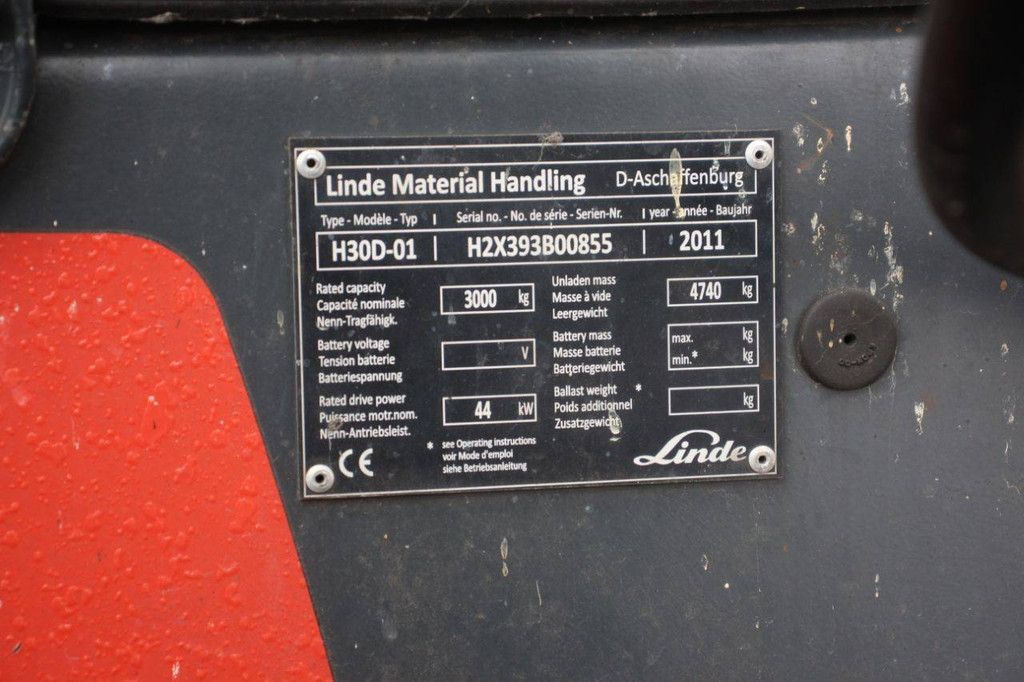 Linde Material Handling D-Aschaffenburg
Type - Modèle - Typ | Serial no. - No. de série - Serien-Nr. | year - année - Baujahr
H30D-01 | H2X393B00855 | 2011
Rated capacity
Capacité nominale
Nenn-Tragfähigk.
3000 kg
Unladen mass
Masse à vide
Leergewicht
4740 kg
Battery voltage
Tension batterie
Batteriespannung
V
Battery mass
Masse batterie
Batteriegewicht
max. kg
min.* kg
Rated drive power
Puissance motr.nom.
Nenn-Antriebsleist.
44 kW
Ballast weight *
Poids additionnel
Zusatzgewicht
kg
CE
* see Operating instructions
voir Mode d'emploi
siehe Betriebsanleitung
Linde